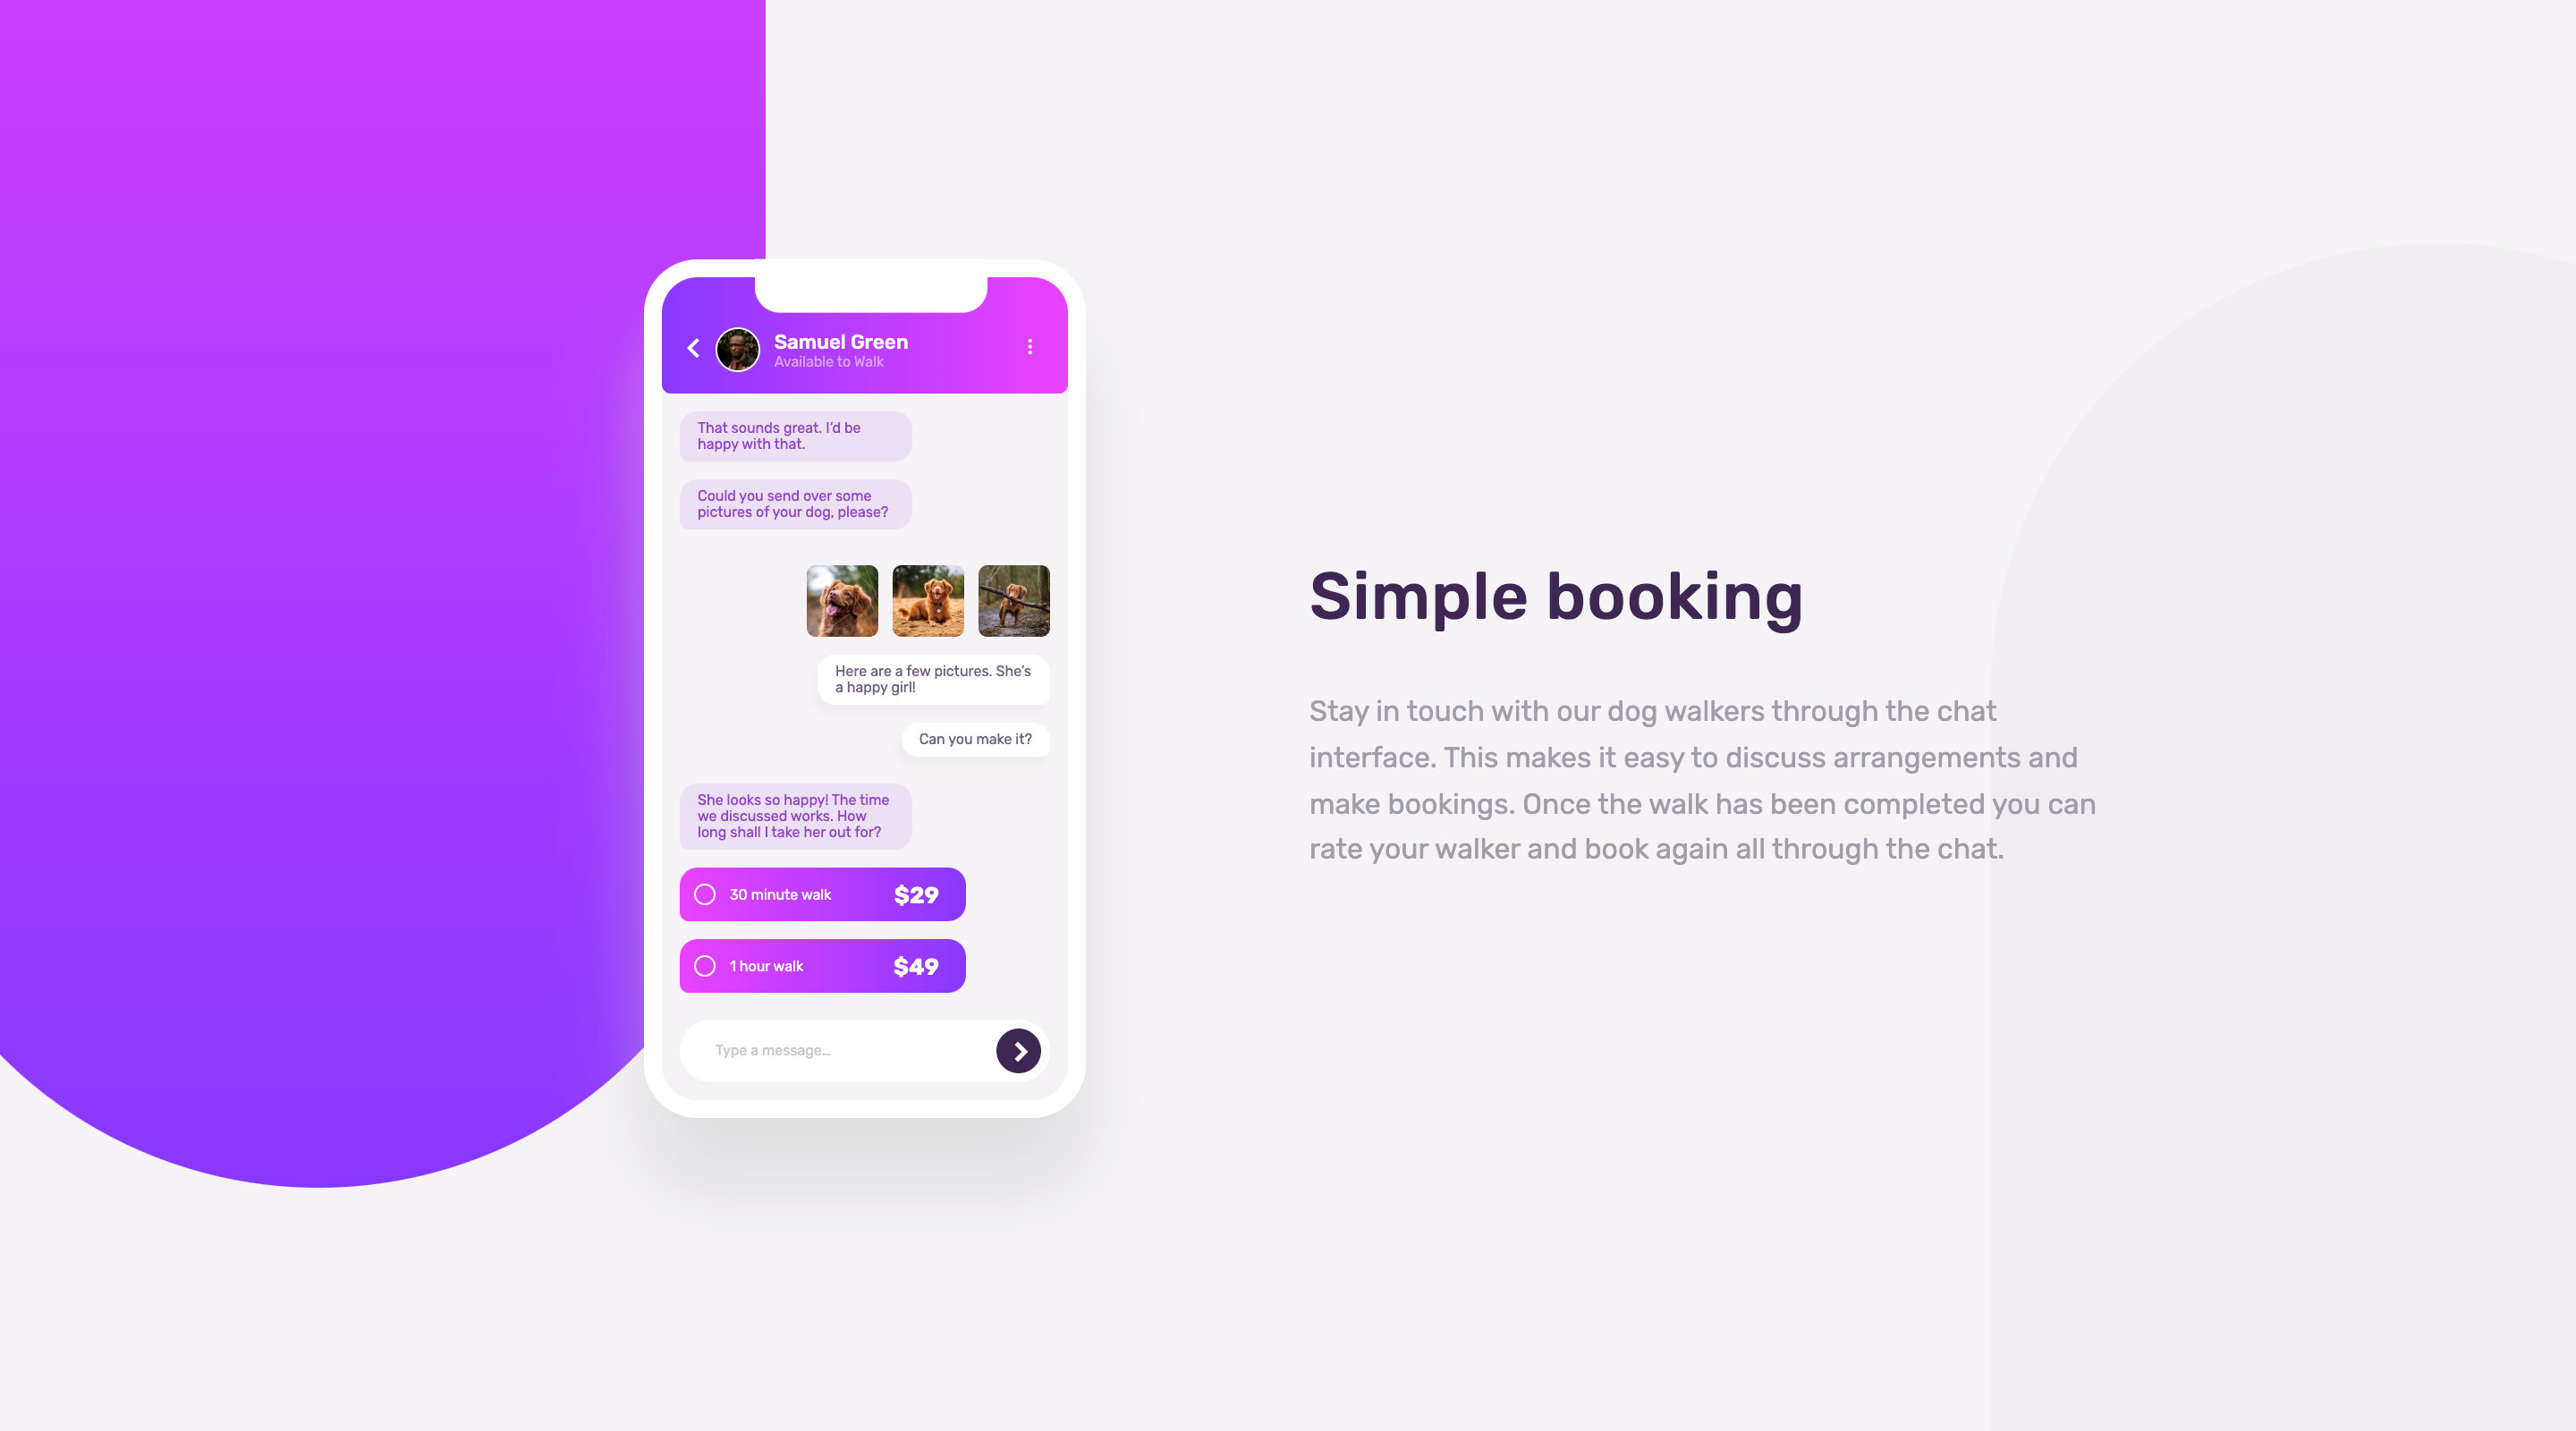 Samuel Green
Available to Walk
That sounds great. I’d be
happy with that.
Could you send over some
pictures of your dog, please?
Here are a few pictures. She’s
a happy girl!
Can you make it?
She looks so happy! The time
we discussed works. How
long shall I take her out for?
30 minute walk $29
1 hour walk $49
Type a message…
Simple booking
Stay in touch with our dog walkers through the chat
interface. This makes it easy to discuss arrangements and
make bookings. Once the walk has been completed you can
rate your walker and book again all through the chat.